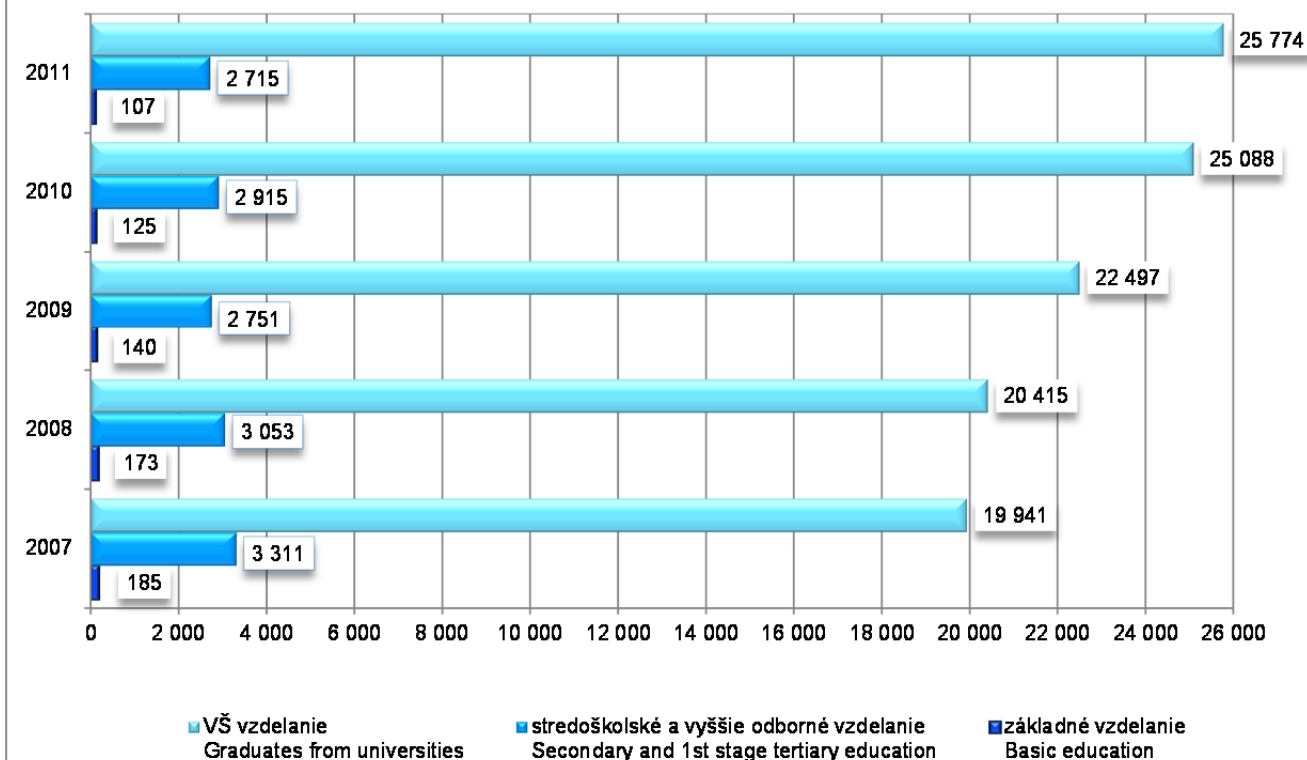 25 774
2011
2 715
107
25 088
2010
2 915
125
22 497
2009
2 751
140
20 415
2008
3 053
173
19 941
2007
3 311
185
0 2 000 4 000 6 000 8 000 10 000 12 000 14 000 16 000 18 000 20 000 22 000 24 000 26 000
VŠ vzdelanie
Graduates from universities
stredoškolské a vyššie odborné vzdelanie
Secondary and 1st stage tertiary education
základné vzdelanie
Basic education